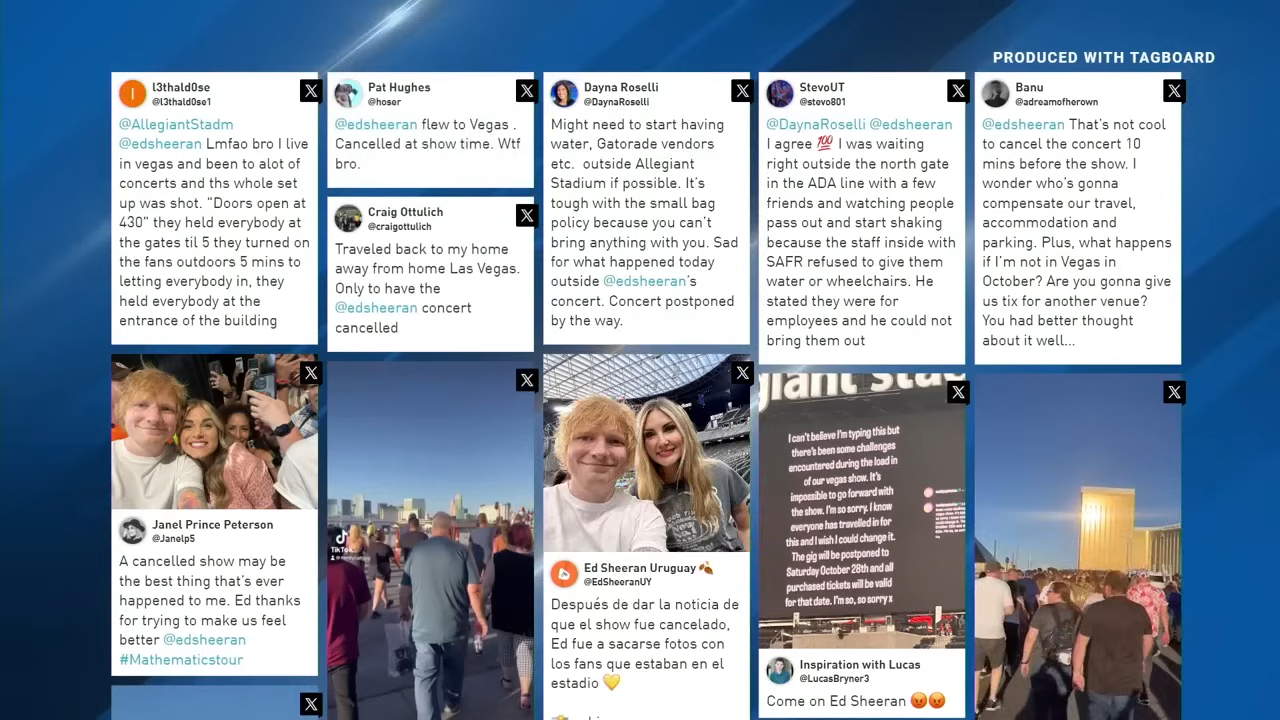 PRODUCED WITH TAGBOARD
l3thald0se
@l3thald0se1
@AllegiantStadm
@edsheeran Lmfao bro I live
in vegas and been to alot of
concerts and ths whole set
up was shot. "Doors open at
430" they held everybody at
the gates til 5 they turned on
the fans outdoors 5 mins to
letting everybody in, they
held everybody at the
entrance of the building
Pat Hughes
@hoser
@edsheeran flew to Vegas .
Cancelled at show time. Wtf
bro.
Craig Ottulich
@craigottulich
Traveled back to my home
away from home Las Vegas.
Only to have the
@edsheeran concert
cancelled
Dayna Roselli
@DaynaRoselli
Might need to start having
water, Gatorade vendors
etc. outside Allegiant
Stadium if possible. It's
tough with the small bag
policy because you can't
bring anything with you. Sad
for what happened today
outside @edsheeran's
concert. Concert postponed
by the way.
StevoUT
@stevo801
@DaynaRoselli @edsheeran
I agree 💯 I was waiting
right outside the north gate
in the ADA line with a few
friends and watching people
pass out and start shaking
because the staff inside with
SAFR refused to give them
water or wheelchairs. He
stated they were for
employees and he could not
bring them out
Banu
@adreamofherown
@edsheeran That's not cool
to cancel the concert 10
mins before the show. I
wonder who's gonna
compensate our travel,
accommodation and
parking. Plus, what happens
if I'm not in Vegas in
October? Are you gonna give
us tix for another venue?
You had better thought
about it well...
Janel Prince Peterson
@Janelp5
A cancelled show may be
the best thing that's ever
happened to me. Ed thanks
for trying to make us feel
better @edsheeran
#Mathematicstour
TikTok
Ed Sheeran Uruguay 🍂
@EdSheeranUY
Después de dar la noticia de
que el show fue cancelado,
Ed fue a sacarse fotos con
los fans que estaban en el
estadio 💛
I can't believe I'm typing this but
there's been some challenges
encountered during the load in
of our vegas show. It's
impossible to go forward with
the show. I'm so sorry. I know
everyone has travelled in for
this and I wish I could change it.
The gig will be postponed to
Saturday October 28th and all
purchased tickets will be valid
for that date. I'm so, so sorry x
Inspiration with Lucas
@LucasBryner3
Come on Ed Sheeran 😡😡